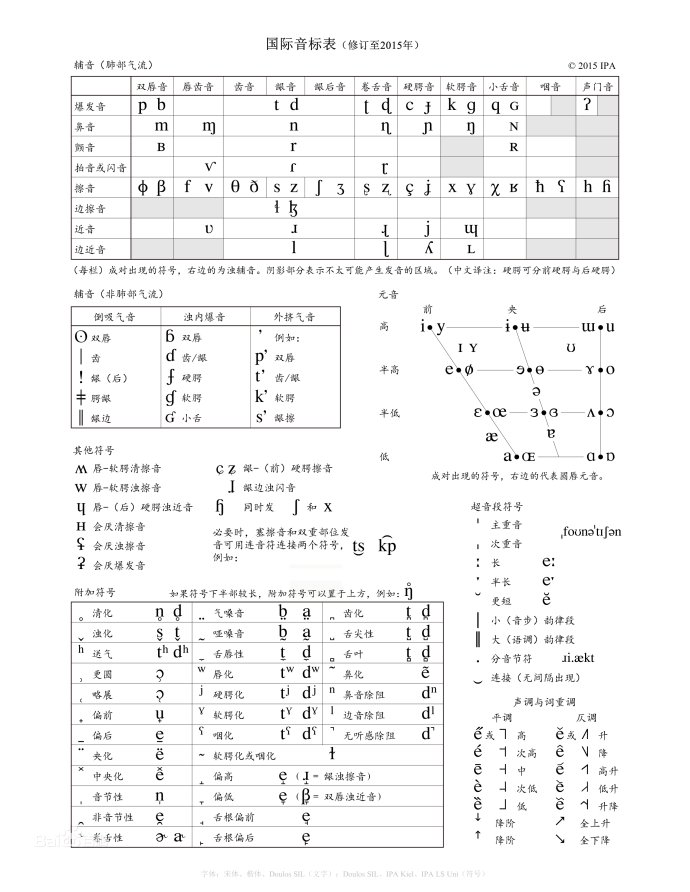 国际音标表（修订至2015年）
辅音（肺部气流） © 2015 IPA
双唇音 唇齿音 齿音 龈音 龈后音 卷舌音 硬腭音 软腭音 小舌音 咽音 声门音
爆发音 p b t d ʈ ɖ c ɟ k ɡ q ɢ ʔ
鼻音 m ɱ n ɳ ɲ ŋ ɴ
颤音 ʙ r ʀ
拍音或闪音 ⱱ ɾ ɽ
擦音 ɸ β f v θ ð s z ʃ ʒ ʂ ʐ ç ʝ x ɣ χ ʁ ħ ʕ h ɦ
边擦音 ɬ ɮ
近音 ʋ ɹ ɻ j ɰ
边近音 l ɭ ʎ ʟ
（每栏）成对出现的符号，右边的为浊辅音。阴影部分表示不太可能产生发音的区域。（中文译注：硬腭可分前硬腭与后硬腭）
辅音（非肺部气流）
倒吸气音 浊内爆音 外挤气音
ʘ 双唇 ɓ 双唇 ʼ 例如：
ǀ 齿 ɗ 齿/龈 pʼ 双唇
ǃ 龈（后） ʄ 硬腭 tʼ 齿/龈
ǂ 腭龈 ɠ 软腭 kʼ 软腭
ǁ 龈边 ʛ 小舌 sʼ 龈擦
元音
前 央 后
高 i y ɨ ʉ ɯ u
ɪ ʏ ʊ
半高 e ø ɘ ɵ ɤ o
ə
半低 ɛ œ ɜ ɞ ʌ ɔ
æ ɐ
低 a ɶ ɑ ɒ
成对出现的符号，右边的代表圆唇元音。
其他符号
ʍ 唇-软腭清擦音 ɕ ʑ 龈-（前）硬腭擦音
w 唇-软腭浊擦音 ɺ 龈边浊闪音
ɥ 唇-（后）硬腭浊近音 ɧ 同时发 ʃ 和 x
ʜ 会厌清擦音
ʢ 会厌浊擦音
ʡ 会厌爆发音
必要时，塞擦音和双重部位发
音可用连音符连接两个符号，
例如： t͜s k͡p
超音段符号
ˈ 主重音 ˌfoʊnəˈtɪʃən
ˌ 次重音
ː 长 eː
ˑ 半长 eˑ
˘ 更短 ĕ
| 小（音步）韵律段
‖ 大（语调）韵律段
. 分音节符 ɹi.ækt
‿ 连接（无间隔出现）
附加符号 如果符号下半部较长，附加符号可以置于上方，例如：ŋ̊
̥ 清化 n̥ d̥ ̤ 气嗓音 b̤ a̤ ̪ 齿化 t̪ d̪
̬ 浊化 s̬ t̬ ̰ 哑嗓音 b̰ a̰ ̺ 舌尖性 t̺ d̺
ʰ 送气 tʰ dʰ ̼ 舌唇性 t̼ d̼ ̻ 舌叶 t̻ d̻
̹ 更圆 ɔ̹ ʷ 唇化 tʷ dʷ ̃ 鼻化 ẽ
̜ 略展 ɔ̜ ʲ 硬腭化 tʲ dʲ ⁿ 鼻音除阻 dⁿ
̟ 偏前 u̟ ˠ 软腭化 tˠ dˠ ˡ 边音除阻 dˡ
̠ 偏后 e̠ ˤ 咽化 tˤ dˤ ̚ 无听感除阻 d̚
̈ 央化 ë ̴ 软腭化或咽化 ɫ
̽ 中央化 e̽ ̝ 偏高 e̝ （ɹ̝ = 龈浊擦音）
̩ 音节性 n̩ ̞ 偏低 e̞ （β̞ = 双唇浊近音）
̯ 非音节性 e̯ ̘ 舌根偏前 e̘
˞ 卷舌性 ɚ a˞ ̙ 舌根偏后 e̙
声调与词重调
平调 仄调
e̋ 或 ˥ 高 ě 或 ˩˥ 升
é ˦ 次高 ê ˥˩ 降
ē ˧ 中 e᷄ ˦˥ 高升
è ˨ 次低 e᷅ ˩˨ 低升
ȅ ˩ 低 e᷈ ˧˦˧ 升降
ꜜ 降阶 ↗ 全上升
ꜛ 降阶 ↘ 全下降
字体：宋体、楷体、Doulos SIL（文字）；Doulos SIL、IPA Kiel、IPA LS Uni（符号）